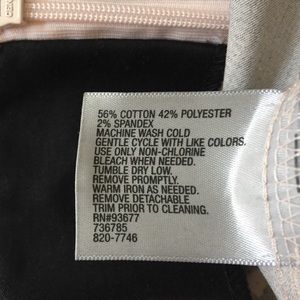 56% COTTON 42% POLYESTER
2% SPANDEX
MACHINE WASH COLD
GENTLE CYCLE WITH LIKE COLORS.
USE ONLY NON-CHLORINE
BLEACH WHEN NEEDED.
TUMBLE DRY LOW.
REMOVE PROMPTLY.
WARM IRON AS NEEDED.
REMOVE DETACHABLE
TRIM PRIOR TO CLEANING.
RN#93677
736785
820-7746